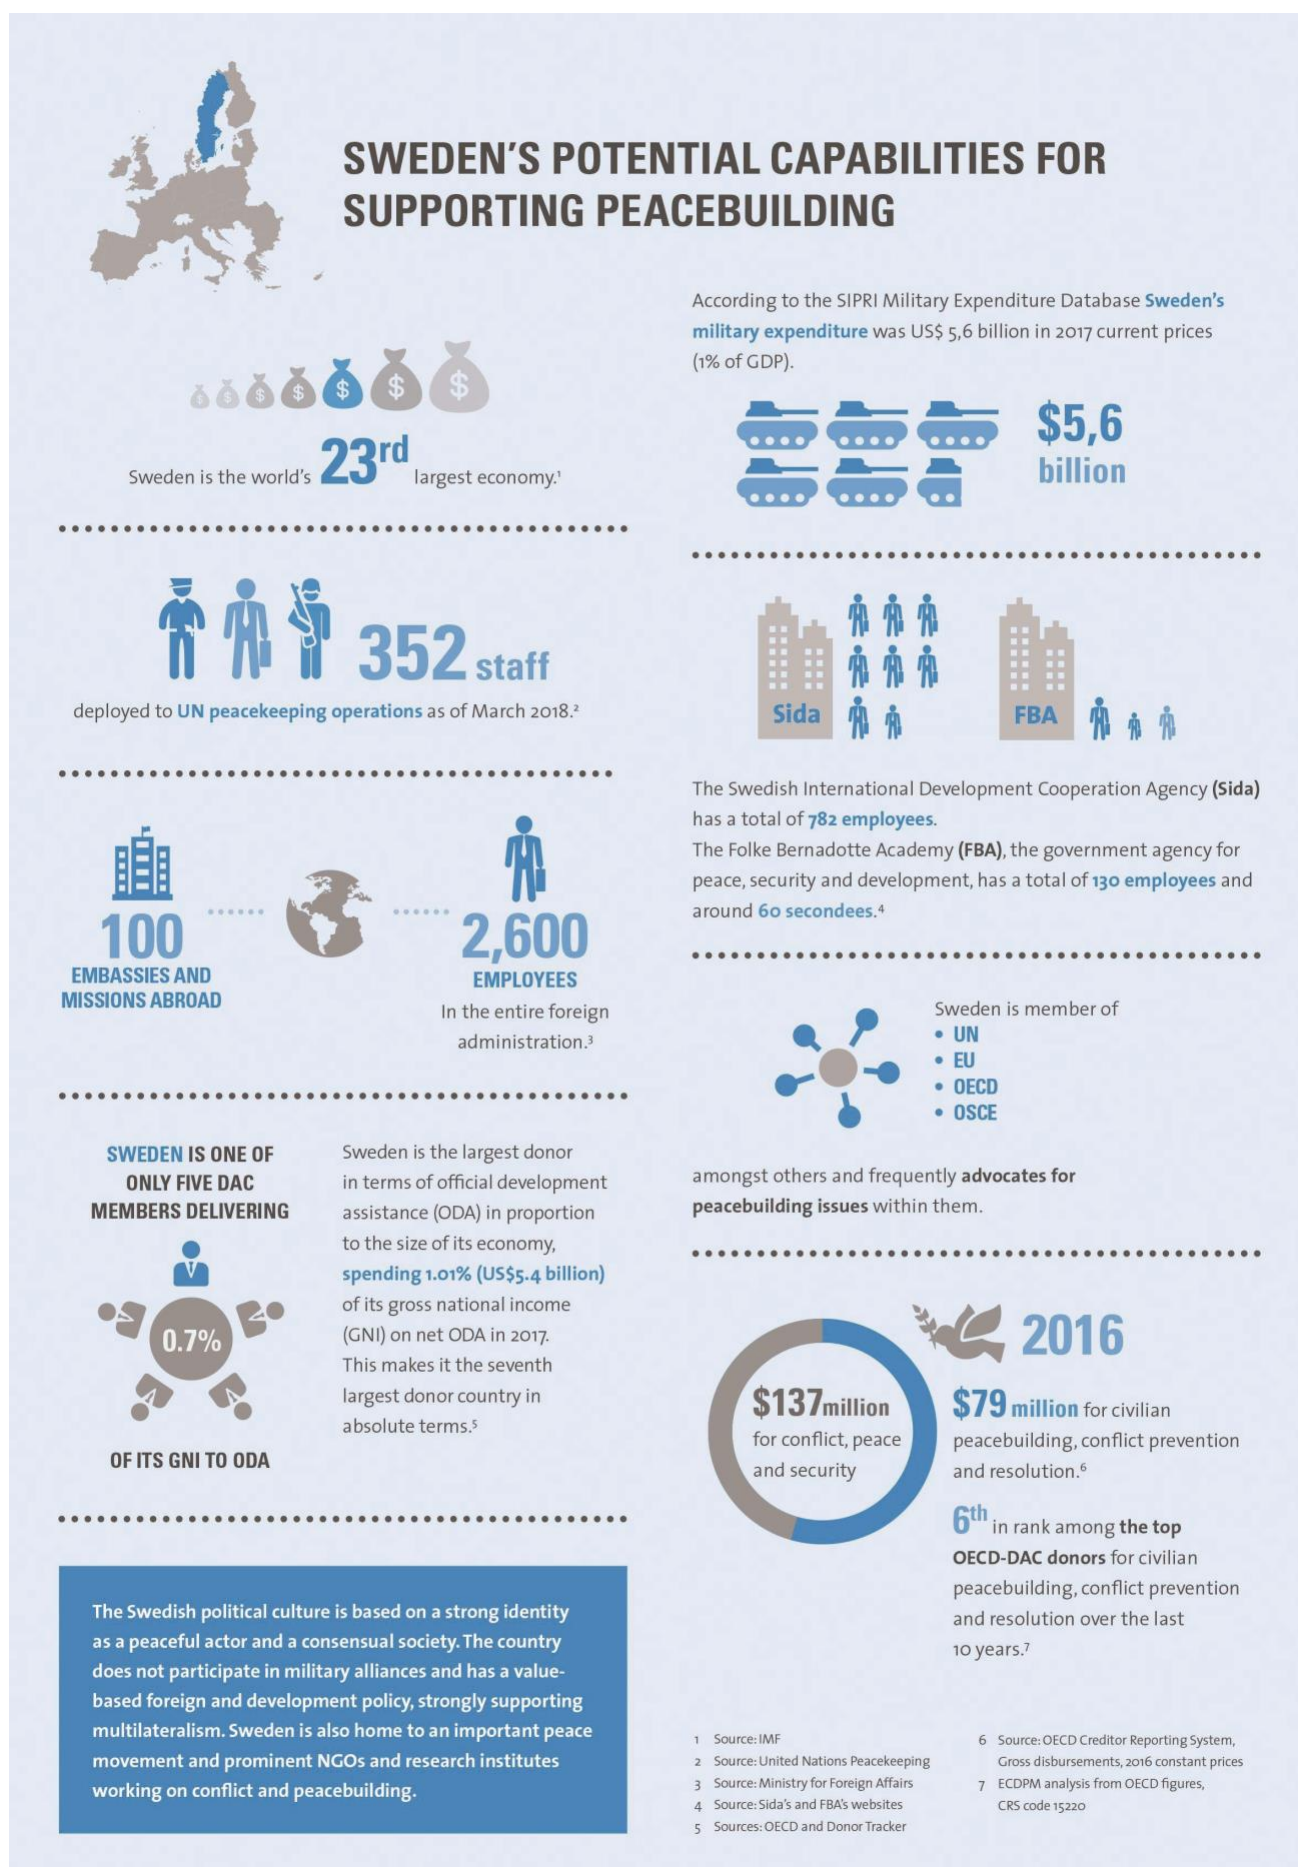 SWEDEN'S POTENTIAL CAPABILITIES FOR
SUPPORTING PEACEBUILDING
$ $ $ $ $ $ $
Sweden is the world's 23rd largest economy.¹
352 staff
deployed to UN peacekeeping operations as of March 2018.²
100
EMBASSIES AND
MISSIONS ABROAD
2,600
EMPLOYEES
In the entire foreign
administration.³
SWEDEN IS ONE OF
ONLY FIVE DAC
MEMBERS DELIVERING
0.7%
OF ITS GNI TO ODA
Sweden is the largest donor
in terms of official development
assistance (ODA) in proportion
to the size of its economy,
spending 1.01% (US$5.4 billion)
of its gross national income
(GNI) on net ODA in 2017.
This makes it the seventh
largest donor country in
absolute terms.⁵
The Swedish political culture is based on a strong identity
as a peaceful actor and a consensual society. The country
does not participate in military alliances and has a value-
based foreign and development policy, strongly supporting
multilateralism. Sweden is also home to an important peace
movement and prominent NGOs and research institutes
working on conflict and peacebuilding.
According to the SIPRI Military Expenditure Database Sweden's
military expenditure was US$ 5,6 billion in 2017 current prices
(1% of GDP).
$5,6
billion
Sida
FBA
The Swedish International Development Cooperation Agency (Sida)
has a total of 782 employees.
The Folke Bernadotte Academy (FBA), the government agency for
peace, security and development, has a total of 130 employees and
around 60 secondees.⁴
Sweden is member of
• UN
• EU
• OECD
• OSCE
amongst others and frequently advocates for
peacebuilding issues within them.
$137 million
for conflict, peace
and security
2016
$79 million for civilian
peacebuilding, conflict prevention
and resolution.⁶
6th in rank among the top
OECD-DAC donors for civilian
peacebuilding, conflict prevention
and resolution over the last
10 years.⁷
1 Source: IMF
2 Source: United Nations Peacekeeping
3 Source: Ministry for Foreign Affairs
4 Source: Sida's and FBA's websites
5 Sources: OECD and Donor Tracker
6 Source: OECD Creditor Reporting System,
Gross disbursements, 2016 constant prices
7 ECDPM analysis from OECD figures,
CRS code 15220